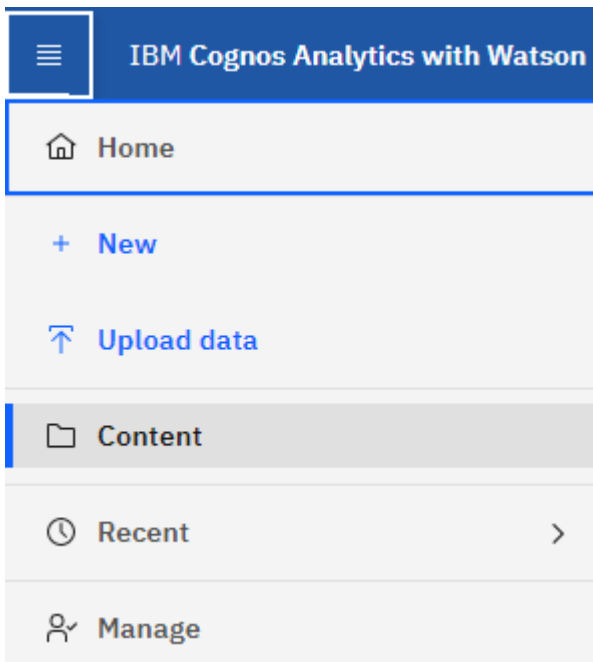 IBM Cognos Analytics with Watson
Home
New
Upload data
Content
Recent
Manage